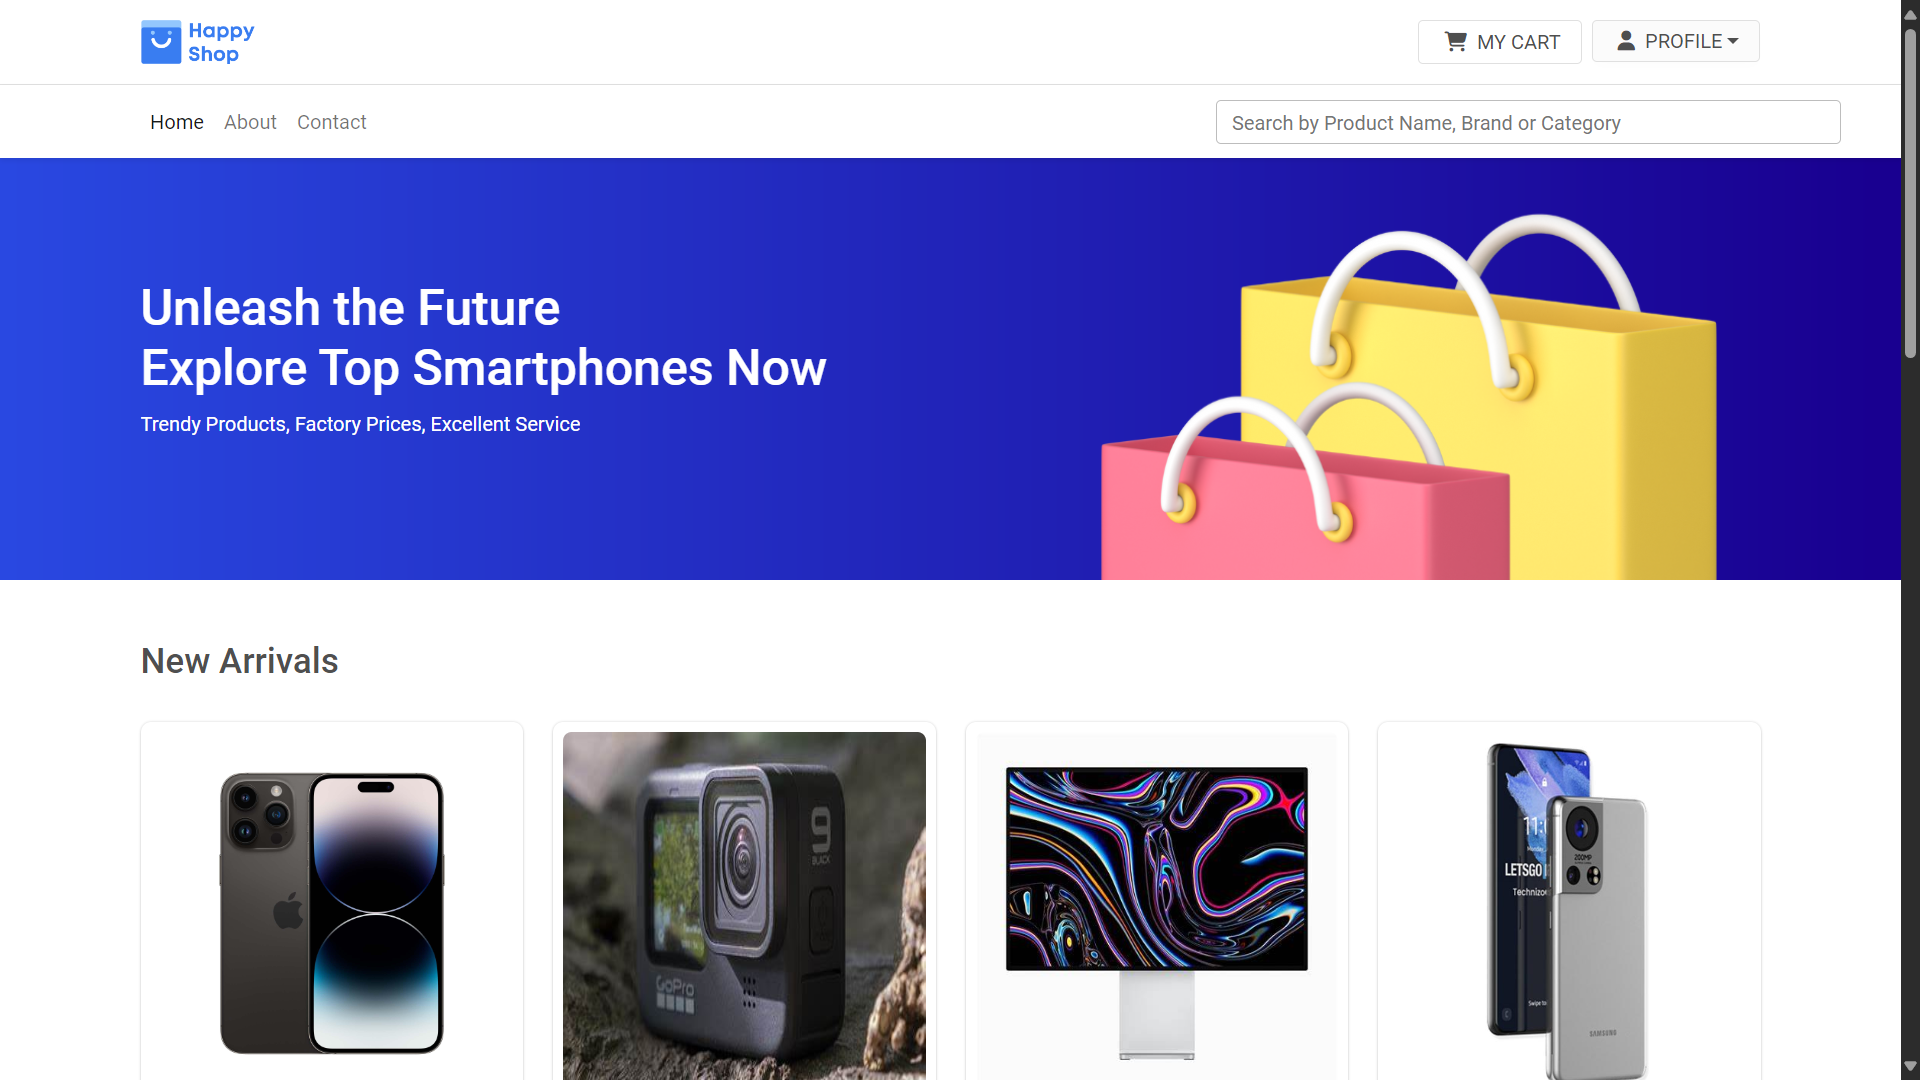 Happy
Shop
MY CART
PROFILE
Home
About
Contact
Search by Product Name, Brand or Category
Unleash the Future
Explore Top Smartphones Now
Trendy Products, Factory Prices, Excellent Service
New Arrivals
9
BLACK
GoPro
11:
LETSGO
Technizo
Swipe to
200MP
SAMSUNG